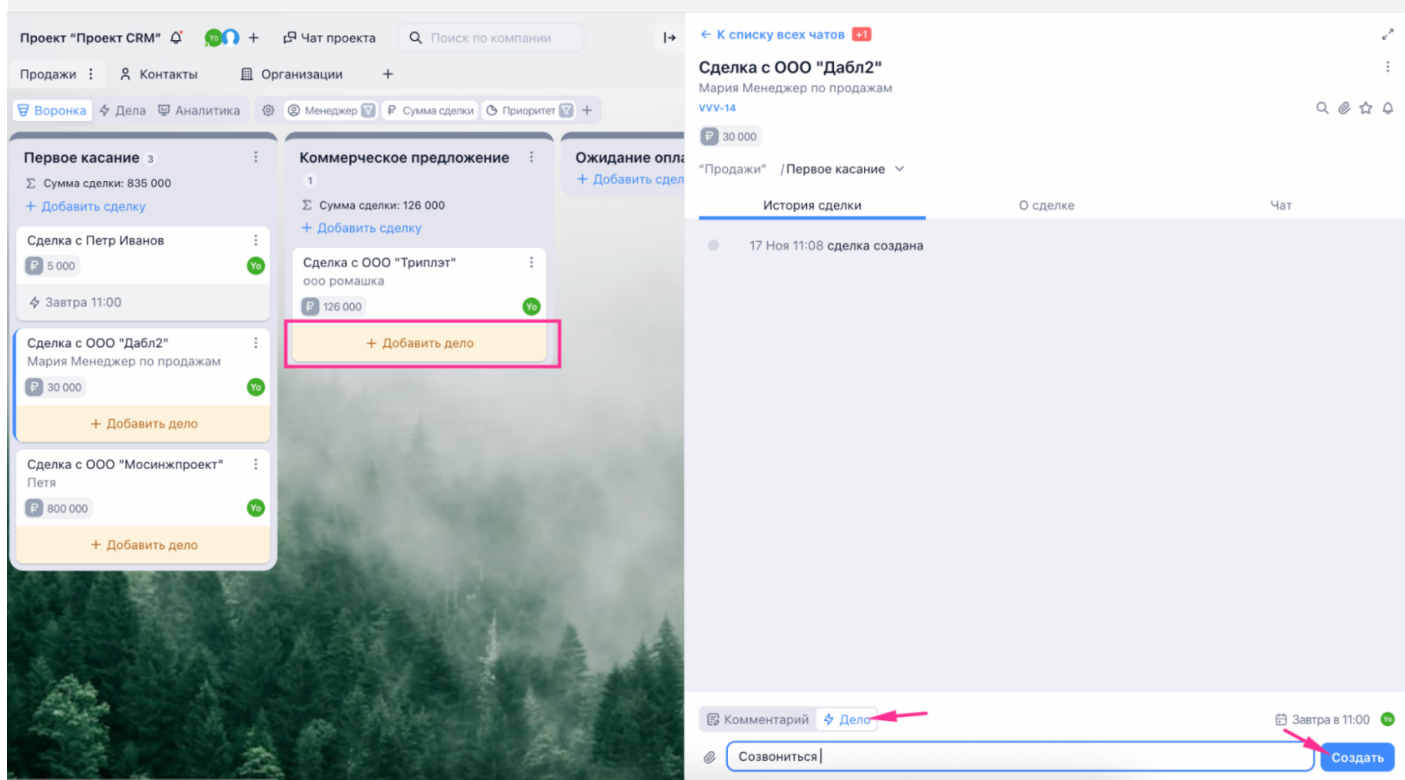 Проект “Проект CRM”
Yo
Чат проекта
Поиск по компании
Продажи
Контакты
Организации
Воронка
Дела
Аналитика
Менеджер
Сумма сделки
Приоритет
Первое касание 3
Σ Сумма сделки: 835 000
+ Добавить сделку
Сделка с Петр Иванов
₽ 5 000
Yo
Завтра 11:00
Сделка с ООО "Дабл2"
Мария Менеджер по продажам
₽ 30 000
Yo
+ Добавить дело
Сделка с ООО "Мосинжпроект"
Петя
₽ 800 000
Yo
+ Добавить дело
Коммерческое предложение
1
Σ Сумма сделки: 126 000
+ Добавить сделку
Сделка с ООО "Триплэт"
ооо ромашка
₽ 126 000
Yo
+ Добавить дело
Ожидание опла
+ Добавить сдел
← К списку всех чатов +1
Сделка с ООО "Дабл2"
Мария Менеджер по продажам
VVV-14
₽ 30 000
“Продажи” /Первое касание
История сделки
О сделке
Чат
17 Ноя 11:08 сделка создана
Комментарий
Дело
Завтра в 11:00
Yo
Созвониться
Создать